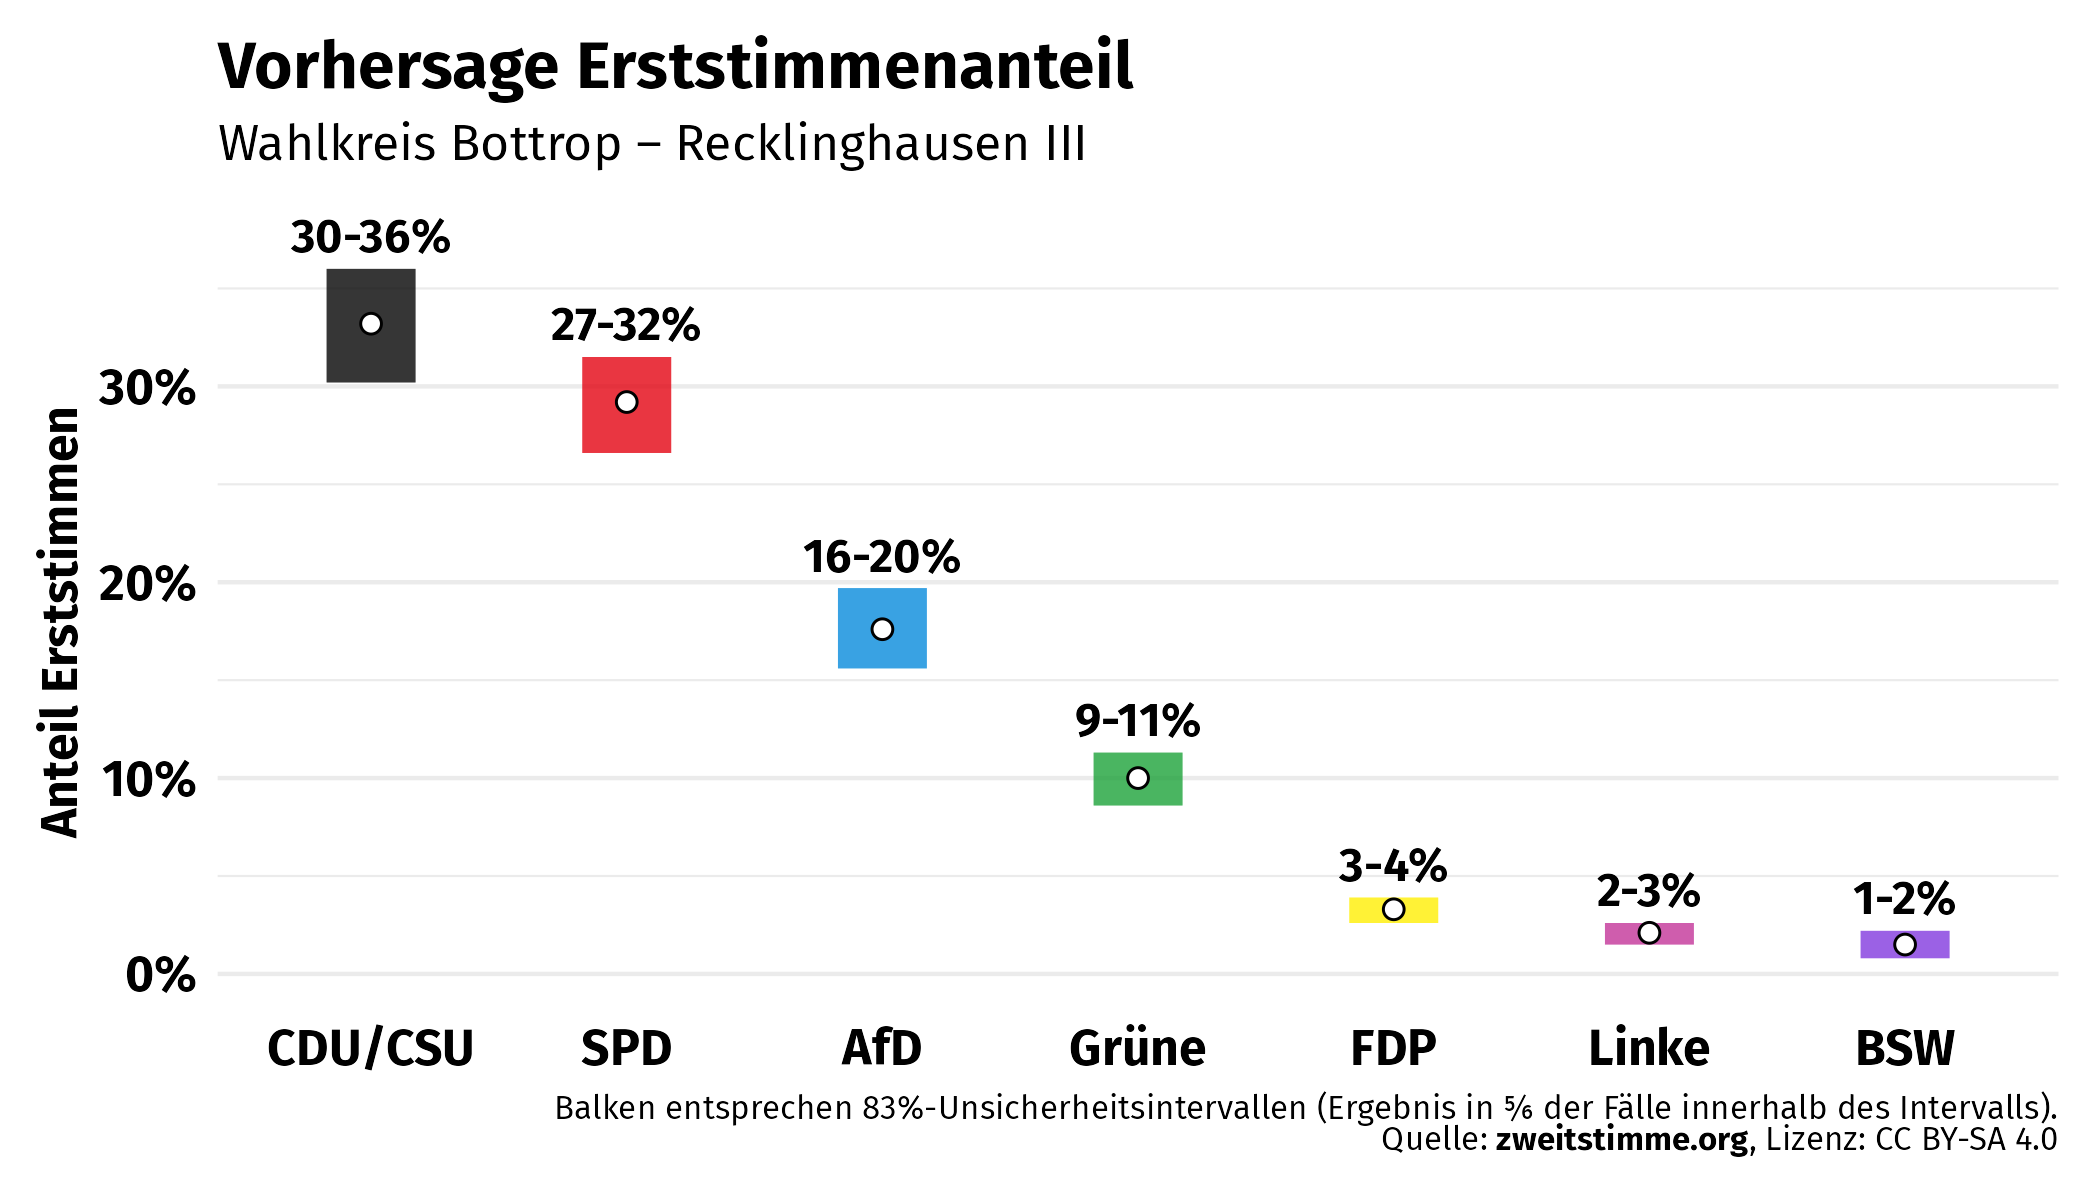 Vorhersage Erststimmenanteil
Wahlkreis Bottrop – Recklinghausen III
30-36%
27-32%
16-20%
9-11%
3-4%
2-3%
1-2%
Anteil Erststimmen
30%
20%
10%
0%
CDU/CSU SPD AfD Grüne FDP Linke BSW
Balken entsprechen 83%-Unsicherheitsintervallen (Ergebnis in ⅚ der Fälle innerhalb des Intervalls).
Quelle: zweitstimme.org, Lizenz: CC BY-SA 4.0